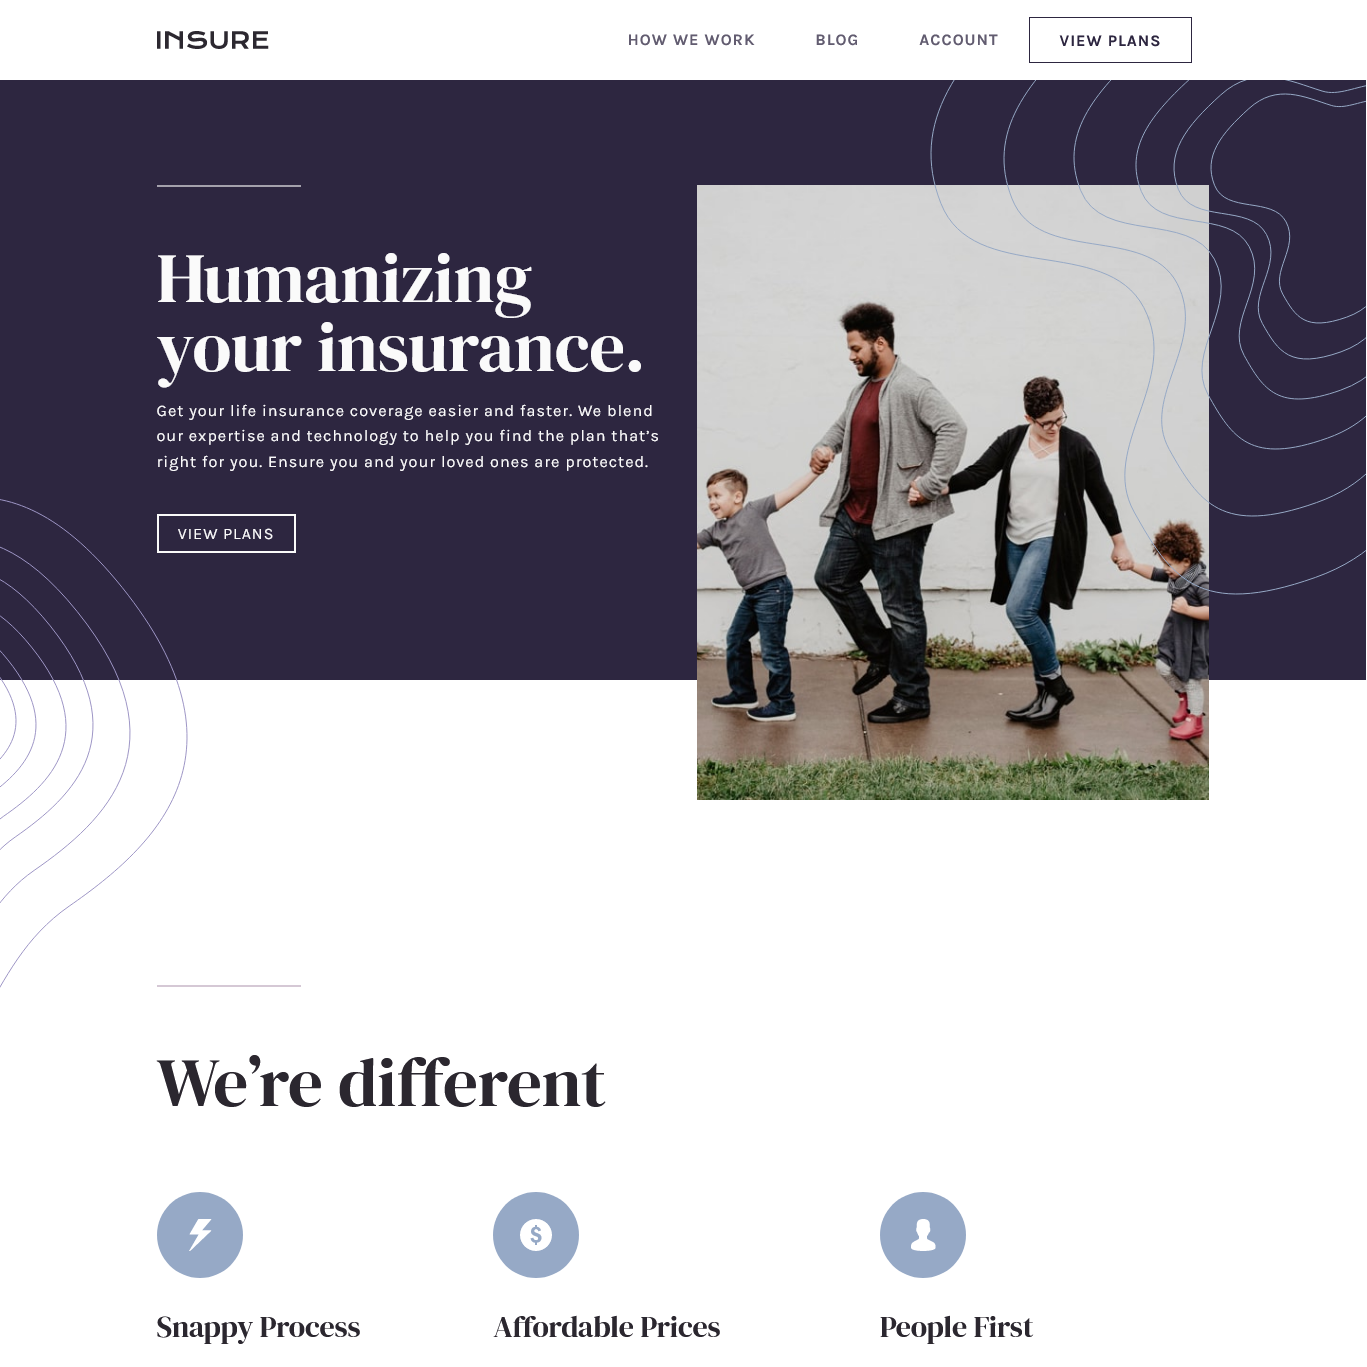 INSURE
HOW WE WORK
BLOG
ACCOUNT
VIEW PLANS
Humanizing
your insurance.
Get your life insurance coverage easier and faster. We blend
our expertise and technology to help you find the plan that’s
right for you. Ensure you and your loved ones are protected.
VIEW PLANS
We’re different
$
Snappy Process
Affordable Prices
People First